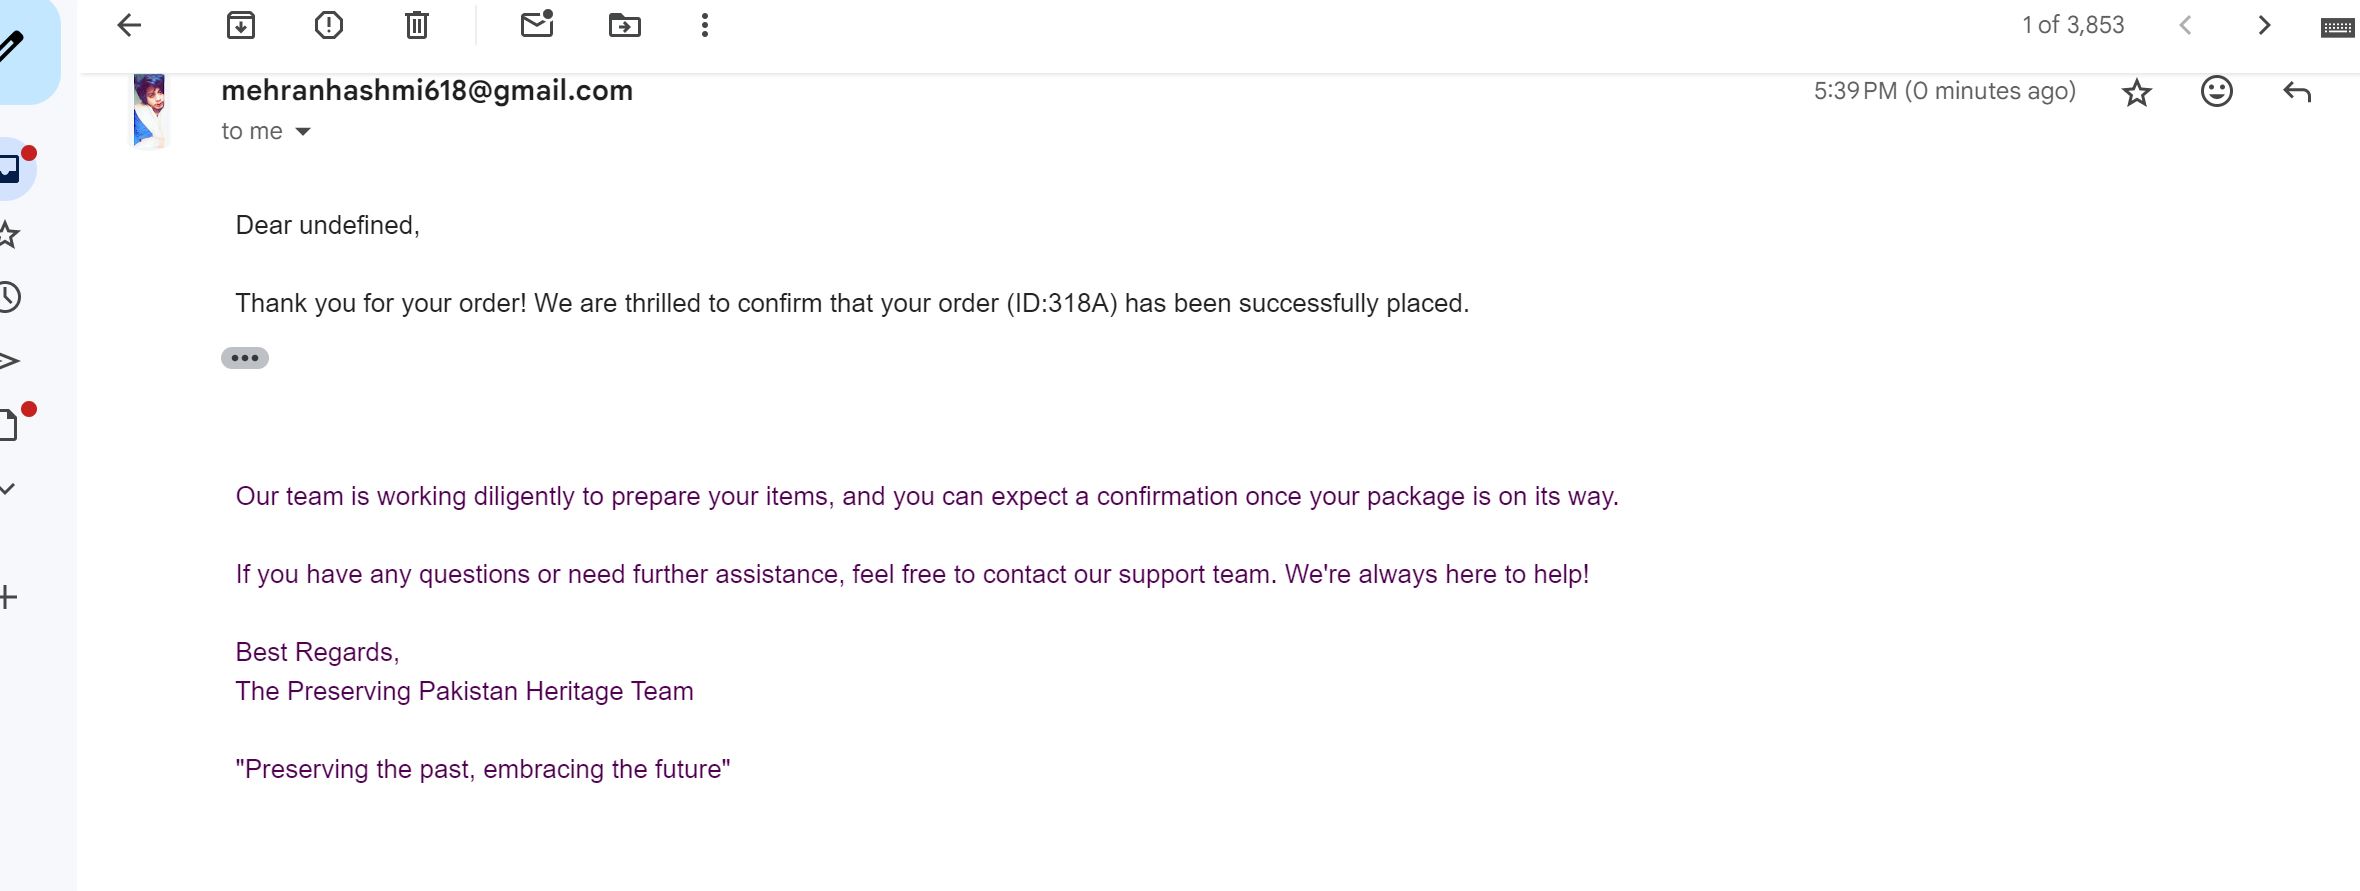 1 of 3,853
mehranhashmi618@gmail.com
5:39 PM (0 minutes ago)
to me
Dear undefined,
Thank you for your order! We are thrilled to confirm that your order (ID:318A) has been successfully placed.
Our team is working diligently to prepare your items, and you can expect a confirmation once your package is on its way.
If you have any questions or need further assistance, feel free to contact our support team. We're always here to help!
Best Regards,
The Preserving Pakistan Heritage Team
"Preserving the past, embracing the future"